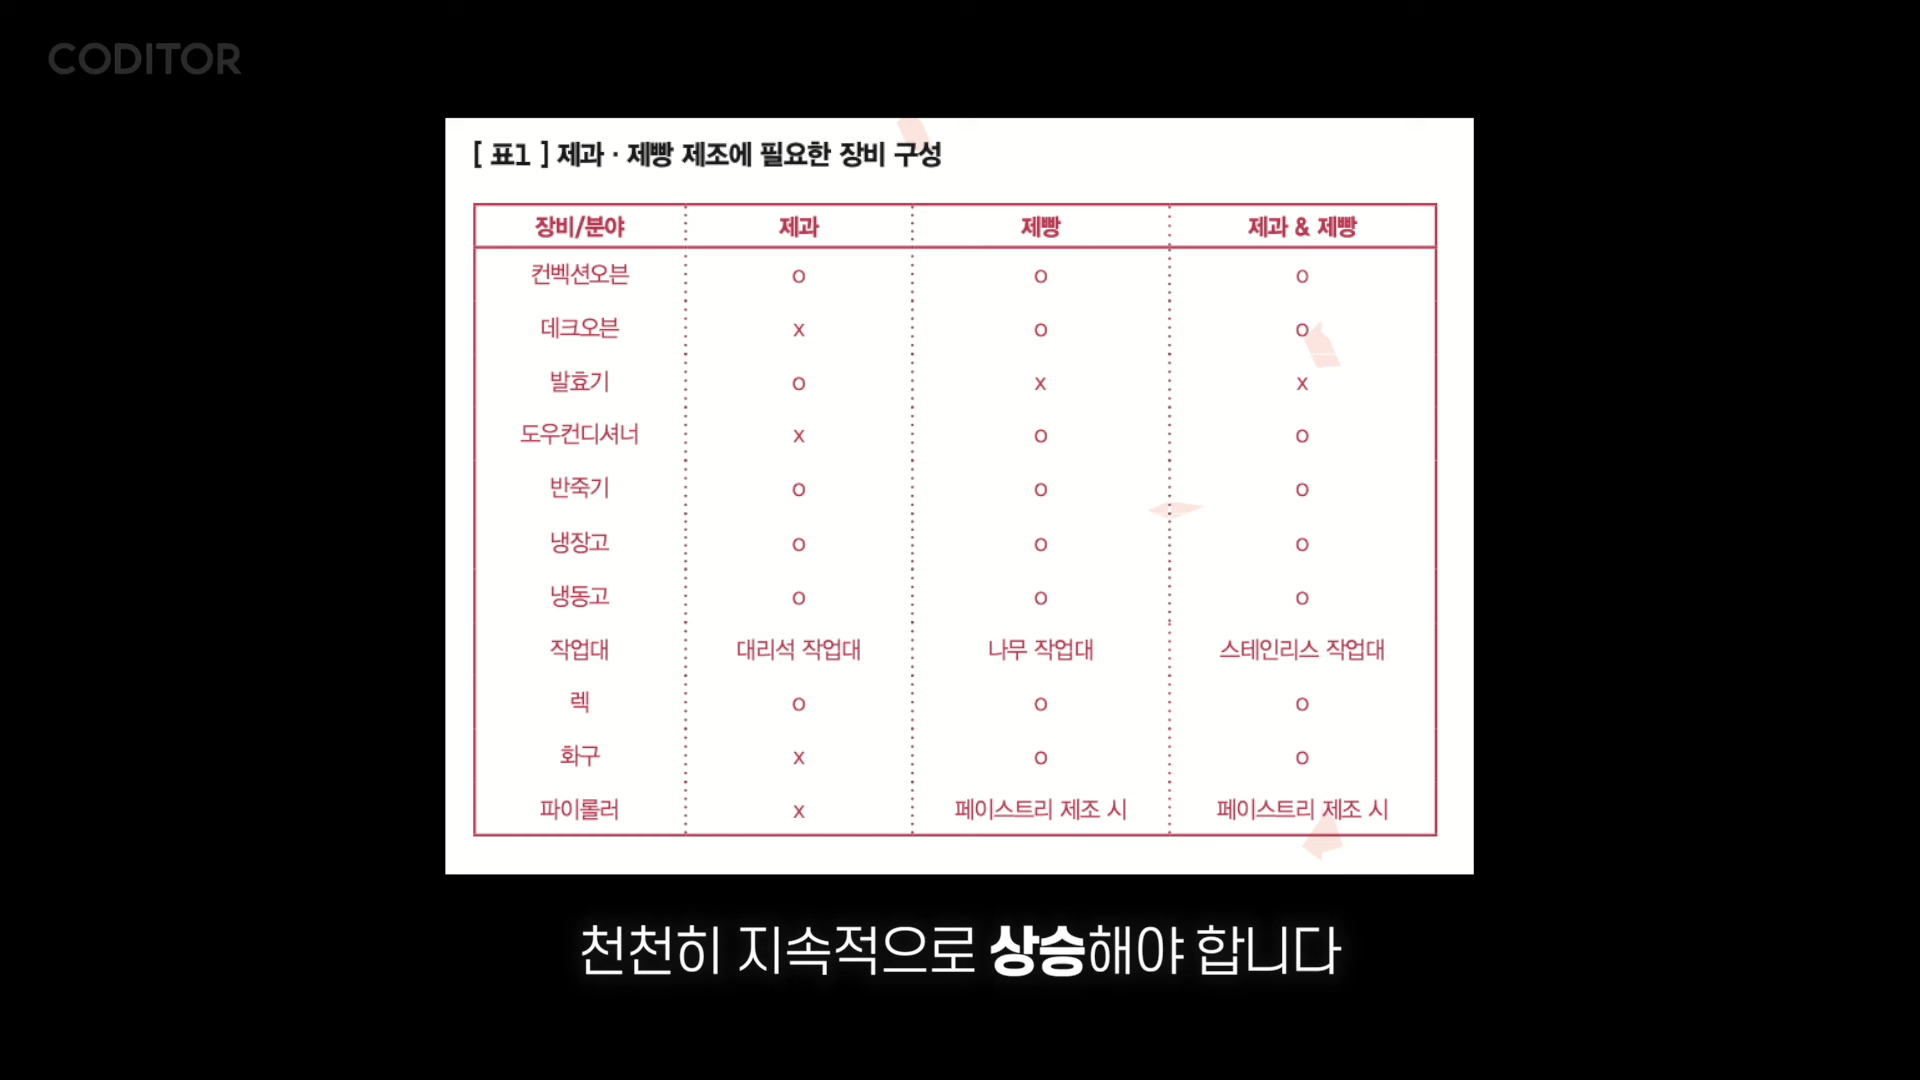 CODITOR
[ 표1 ] 제과 · 제빵 제조에 필요한 장비 구성
장비/분야 제과 제빵 제과 & 제빵
컨벡션오븐 o o o
데크오븐 x o o
발효기 o x x
도우컨디셔너 x o o
반죽기 o o o
냉장고 o o o
냉동고 o o o
작업대 대리석 작업대 나무 작업대 스테인리스 작업대
렉 o o o
화구 x o o
파이롤러 x 페이스트리 제조 시 페이스트리 제조 시
천천히 지속적으로 상승해야 합니다